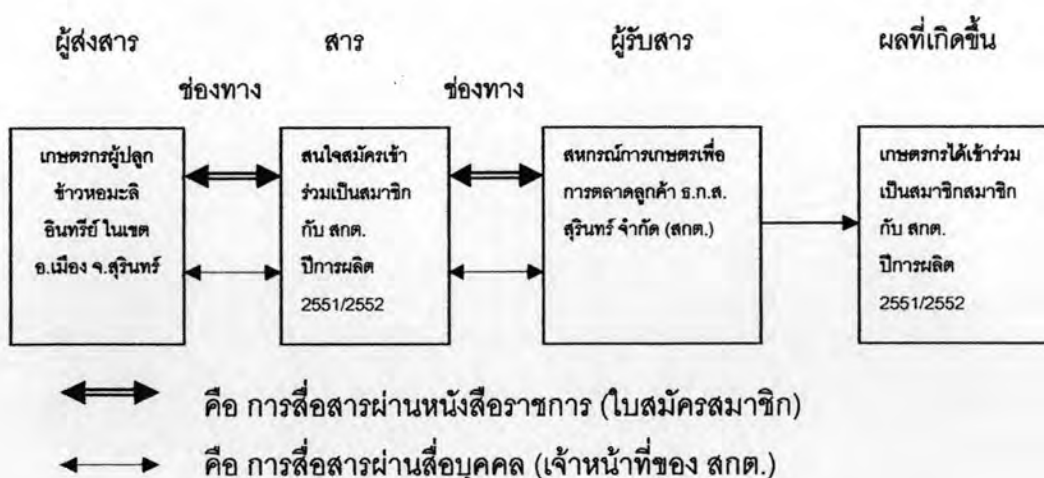 ผู้ส่งสาร
สาร
ผู้รับสาร
ผลที่เกิดขึ้น
ช่องทาง
ช่องทาง
เกษตรกรผู้ปลูก
ข้าวหอมะลิ
อินทรีย์ ในเขต
อ.เมือง จ.สุรินทร์
สนใจสมัครเข้า
ร่วมเป็นสมาชิก
กับ สกต.
ปีการผลิต
2551/2552
สหกรณ์การเกษตรเพื่อ
การตลาดลูกค้า ธ.ก.ส.
สุรินทร์ จำกัด (สกต.)
เกษตรกรได้เข้าร่วม
เป็นสมาชิกสมาชิก
กับ สกต.
ปีการผลิต
2551/2552
คือ การสื่อสารผ่านหนังสือราชการ (ใบสมัครสมาชิก)
คือ การสื่อสารผ่านสื่อบุคคล (เจ้าหน้าที่ของ สกต.)